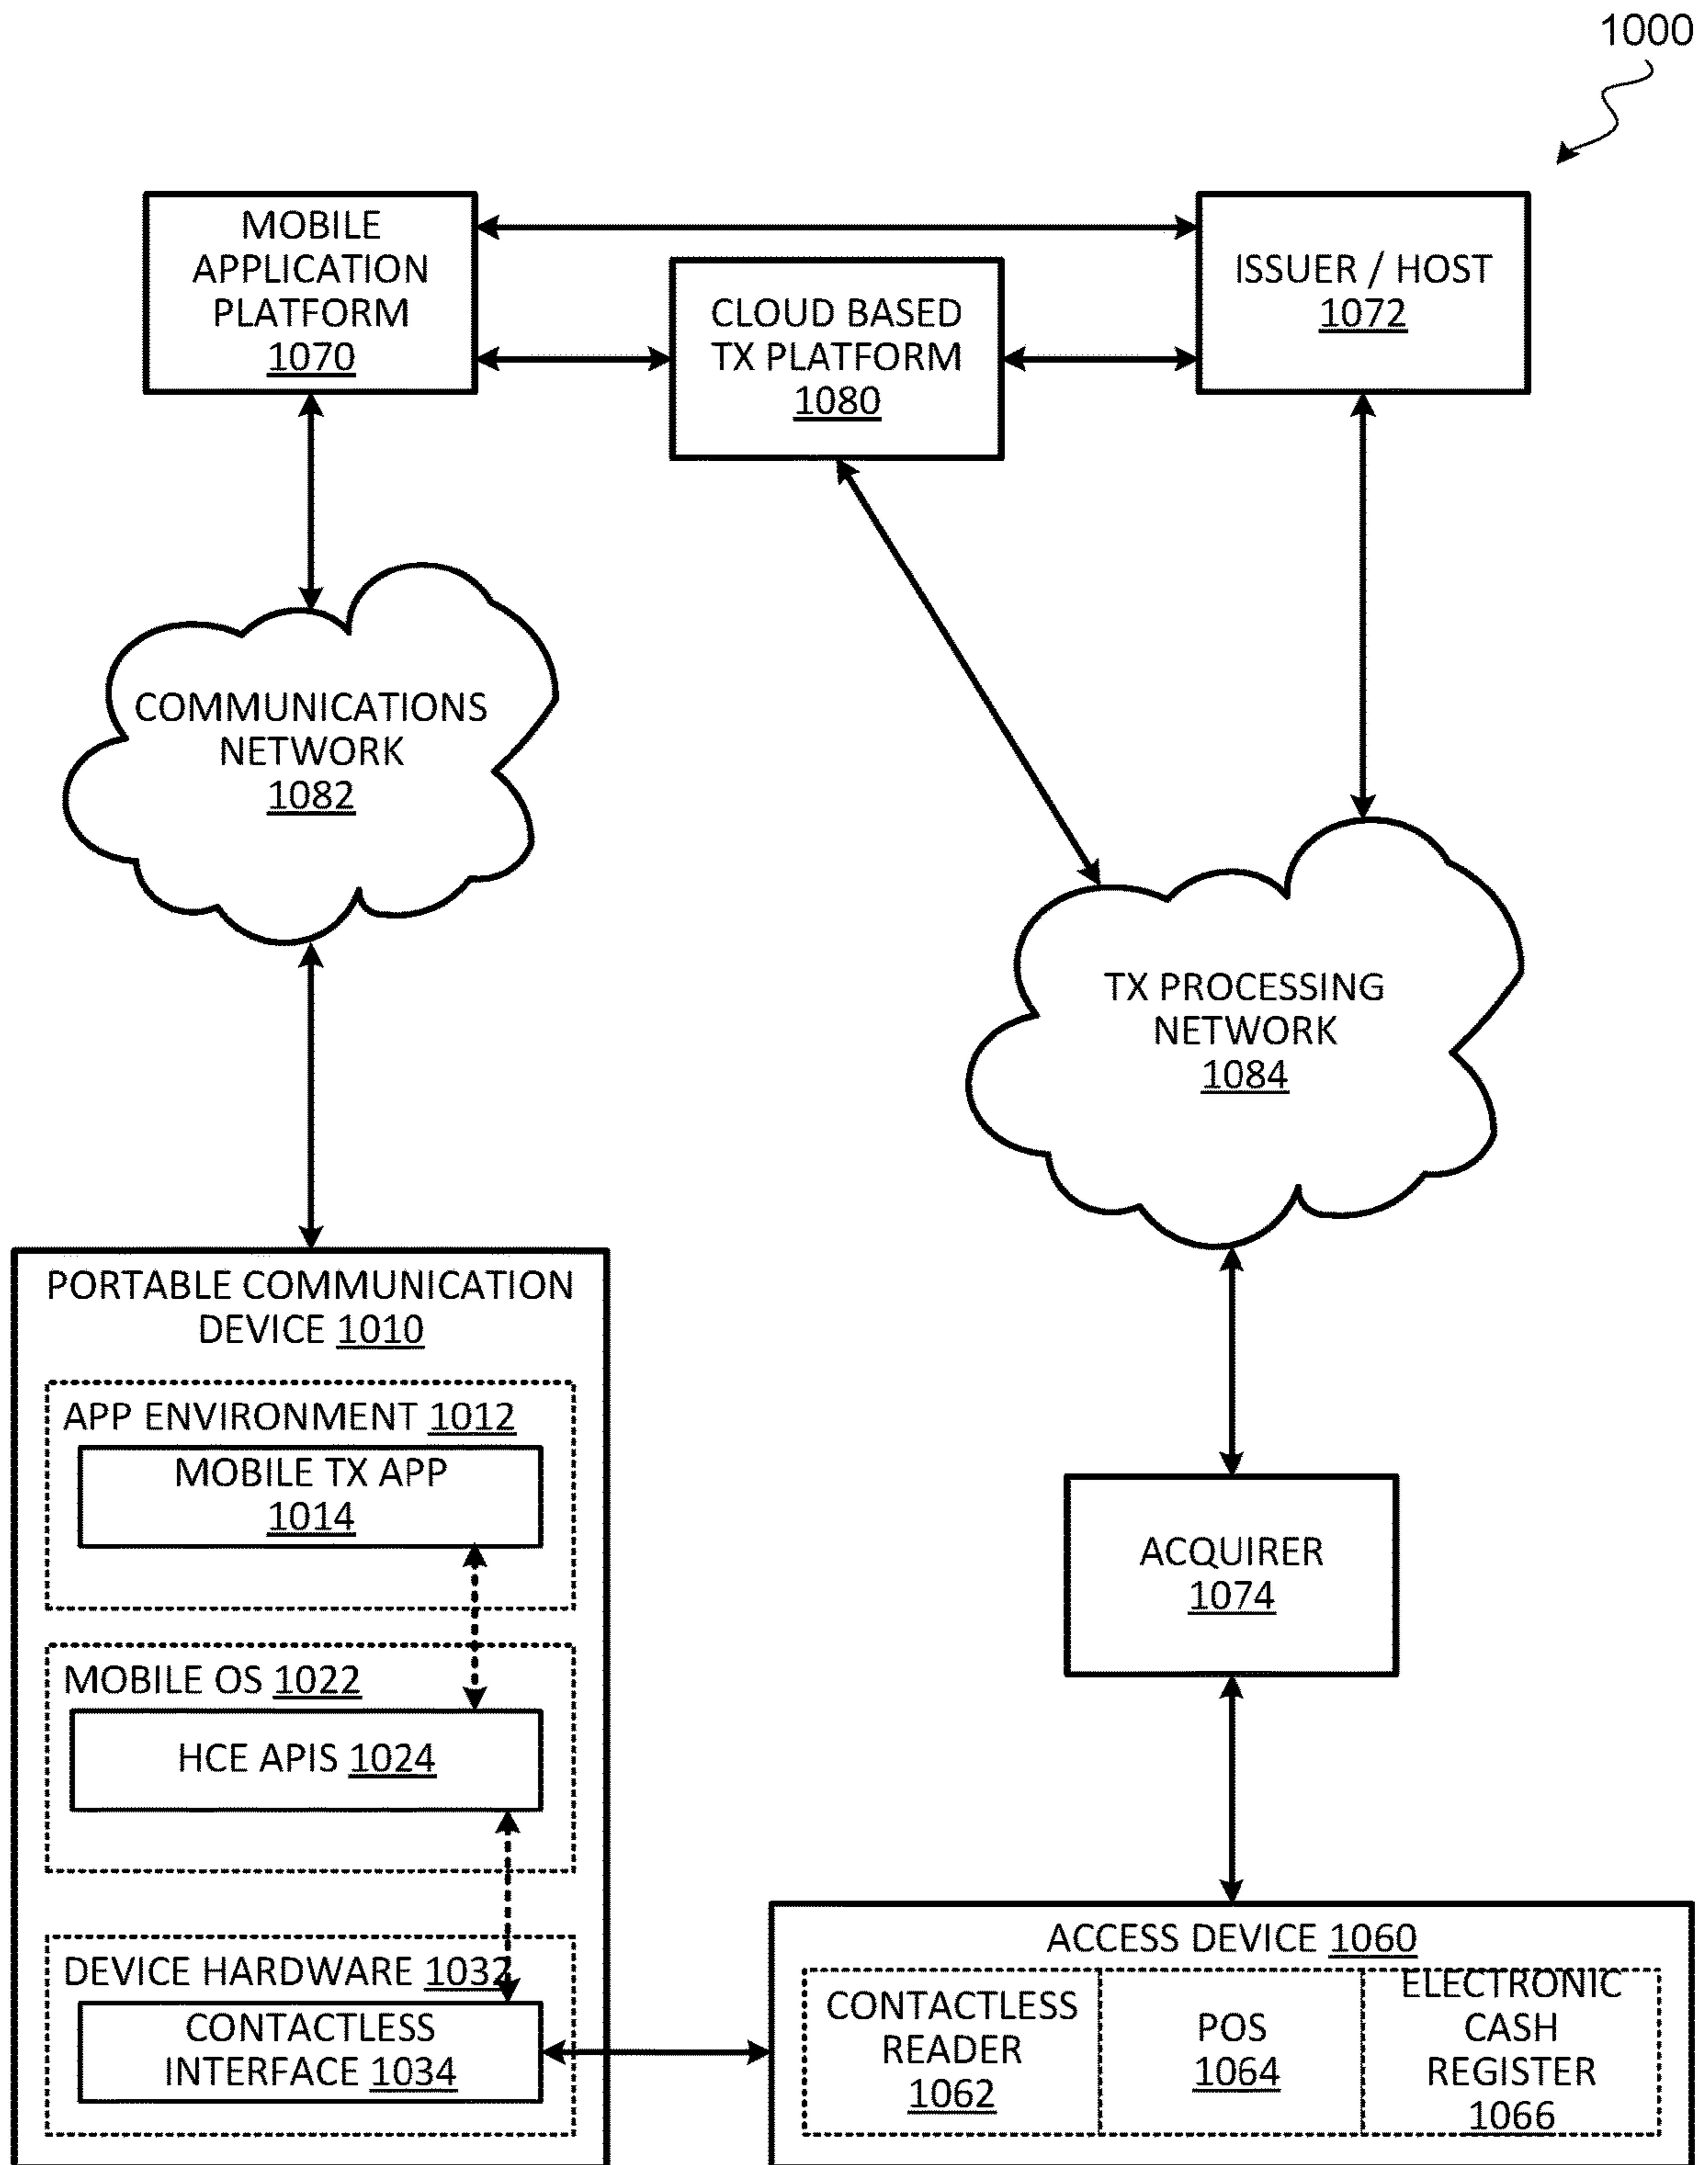 1000
MOBILE
APPLICATION
PLATFORM
1070
CLOUD BASED
TX PLATFORM
1080
ISSUER / HOST
1072
COMMUNICATIONS
NETWORK
1082
TX PROCESSING
NETWORK
1084
PORTABLE COMMUNICATION
DEVICE 1010
APP ENVIRONMENT 1012
MOBILE TX APP
1014
MOBILE OS 1022
HCE APIS 1024
DEVICE HARDWARE 1032
CONTACTLESS
INTERFACE 1034
ACQUIRER
1074
ACCESS DEVICE 1060
CONTACTLESS
READER
1062
POS
1064
ELECTRONIC
CASH
REGISTER
1066